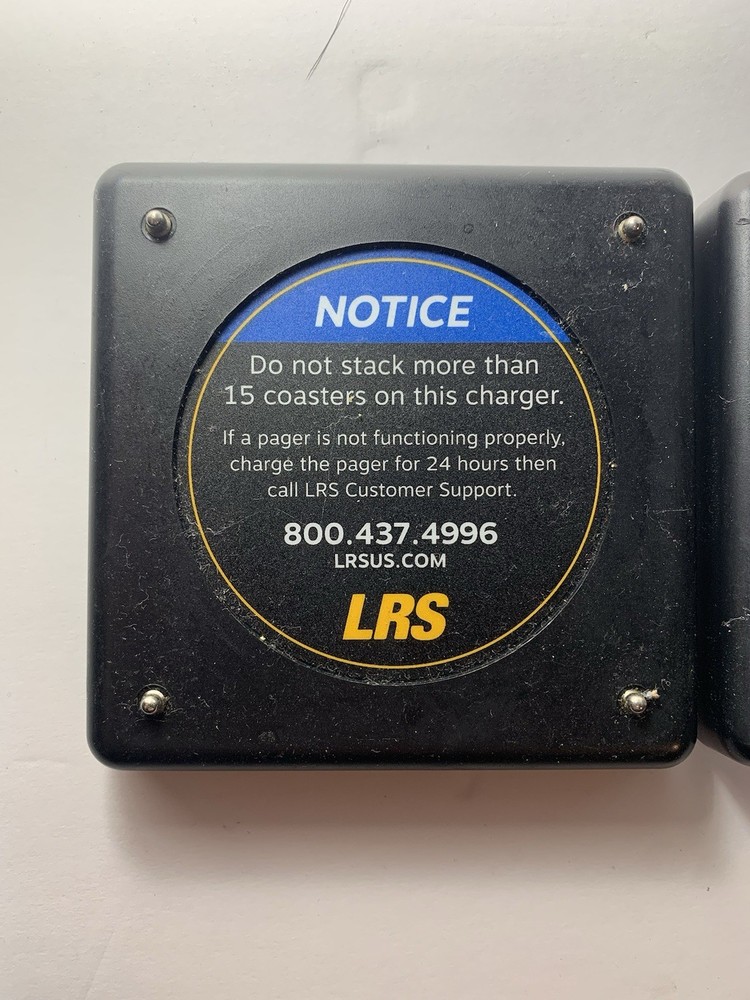 NOTICE
Do not stack more than
15 coasters on this charger.
If a pager is not functioning properly,
charge the pager for 24 hours then
call LRS Customer Support.
800.437.4996
LRSUS.COM
LRS